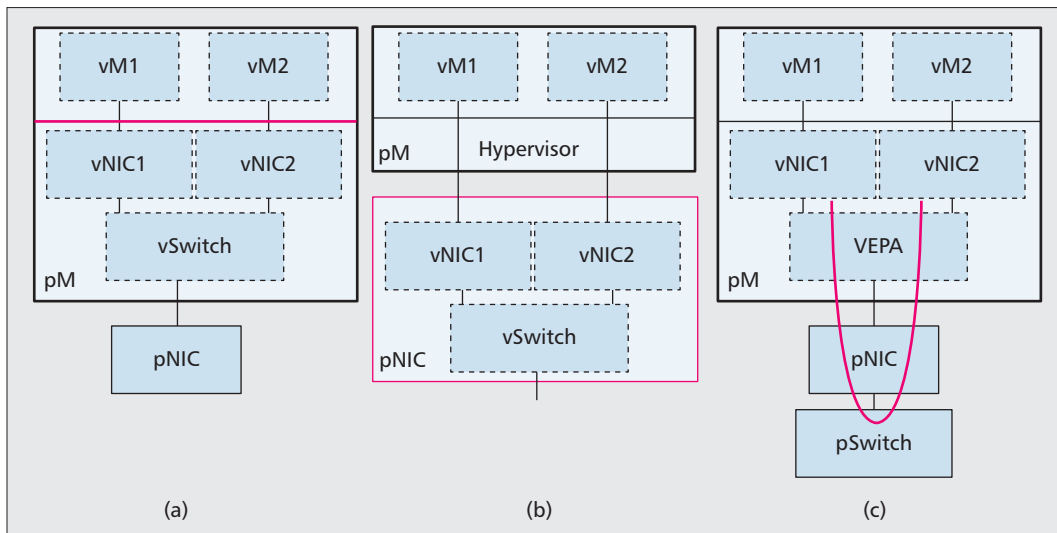 vM1
vM2
vNIC1
vNIC2
vSwitch
pM
pNIC
(a)
vM1
vM2
pM
Hypervisor
vNIC1
vNIC2
vSwitch
pNIC
(b)
vM1
vM2
vNIC1
vNIC2
VEPA
pM
pNIC
pSwitch
(c)